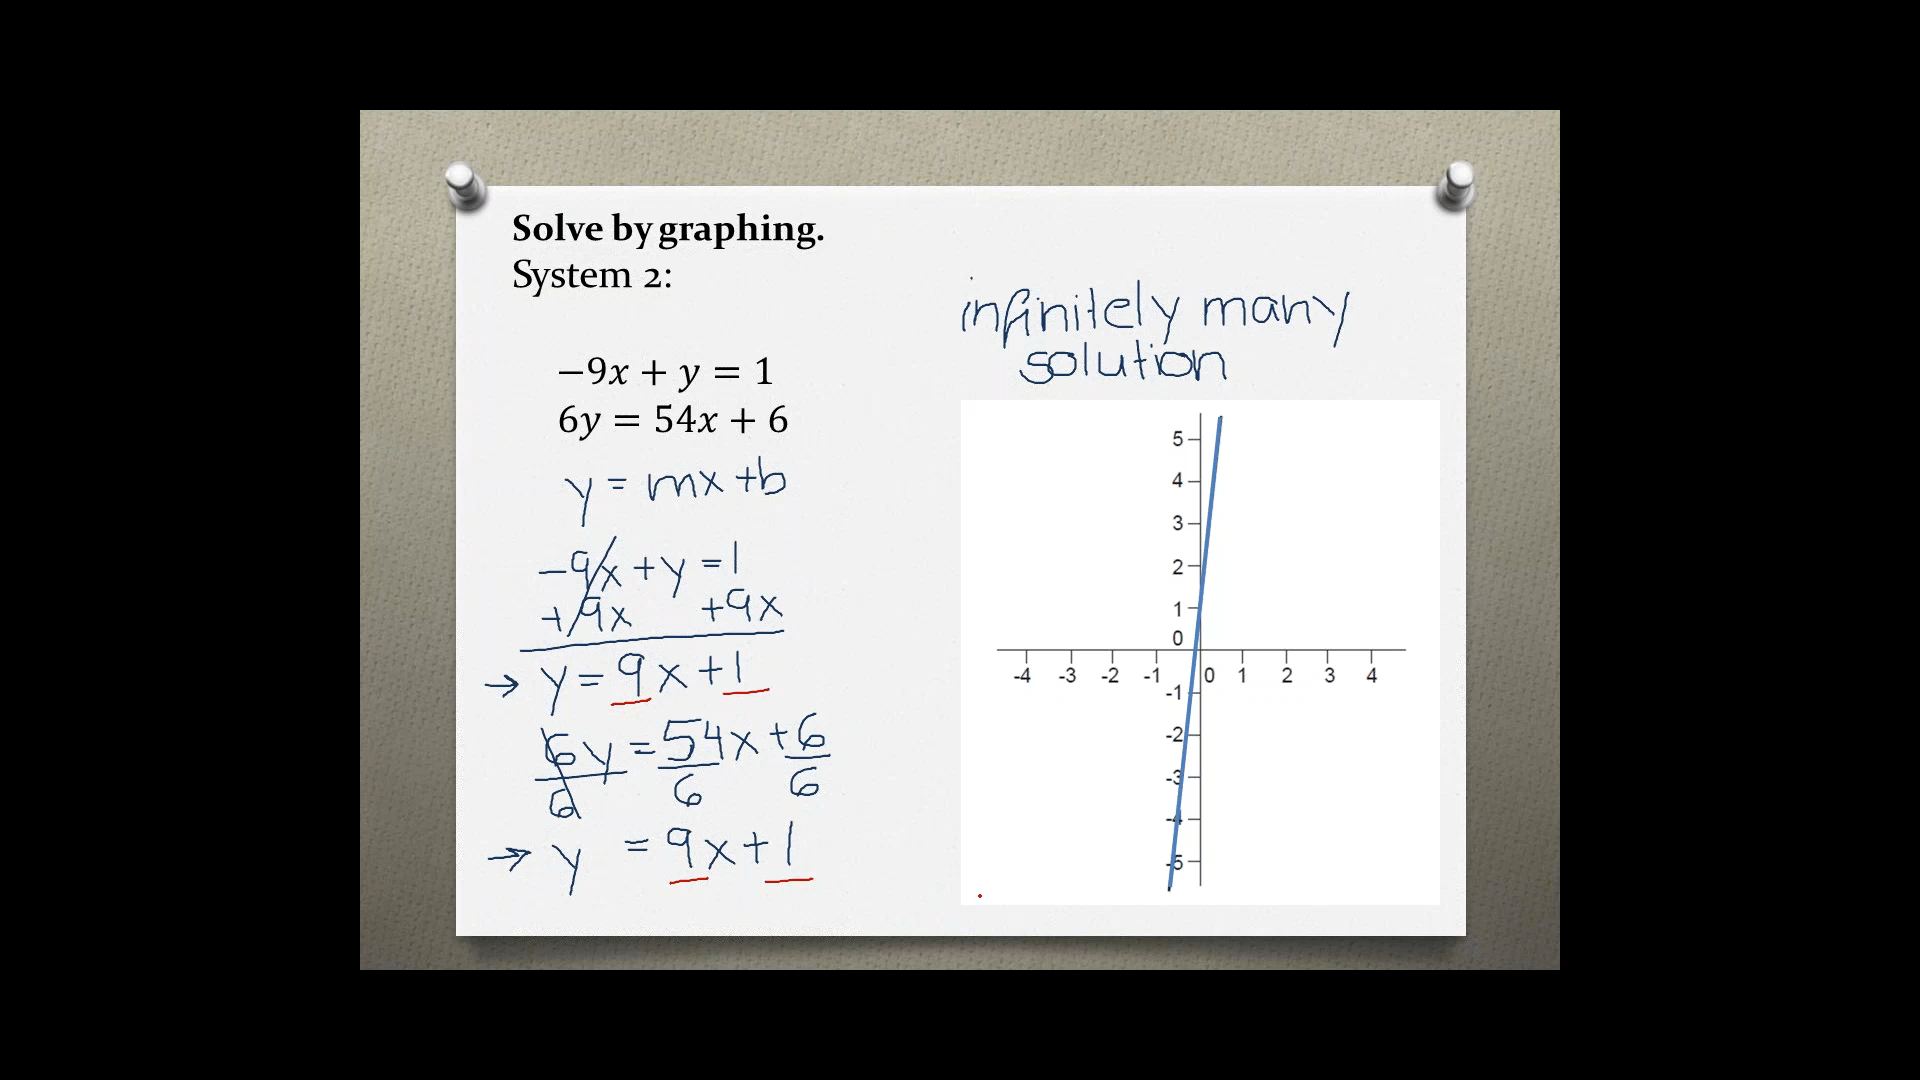 Solve by graphing.
System 2:
−9x + y = 1
6y = 54x + 6
y = mx + b
−9x + y = 1
+9x +9x
→ y = 9x + 1
6y/6 = 54x/6 + 6/6
→ y = 9x + 1
infinitely many
solution
5
4
3
2
1
0
-4 -3 -2 -1 0 1 2 3 4
-1
-2
-3
-4
-5